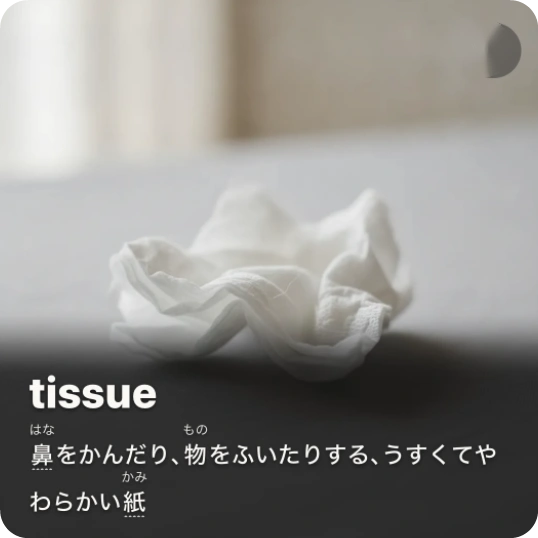 tissue
はな もの
鼻をかんだり、物をふいたりする、うすくてや
かみ
わらかい紙